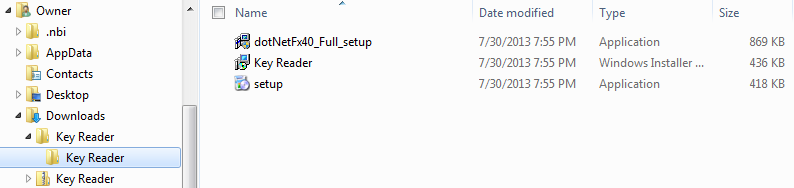 Owner
.nbi
AppData
Contacts
Desktop
Downloads
Key Reader
Key Reader
Key Reader
Name Date modified Type Size
dotNetFx40_Full_setup 7/30/2013 7:55 PM Application 869 KB
Key Reader 7/30/2013 7:55 PM Windows Installer ... 436 KB
setup 7/30/2013 7:55 PM Application 418 KB